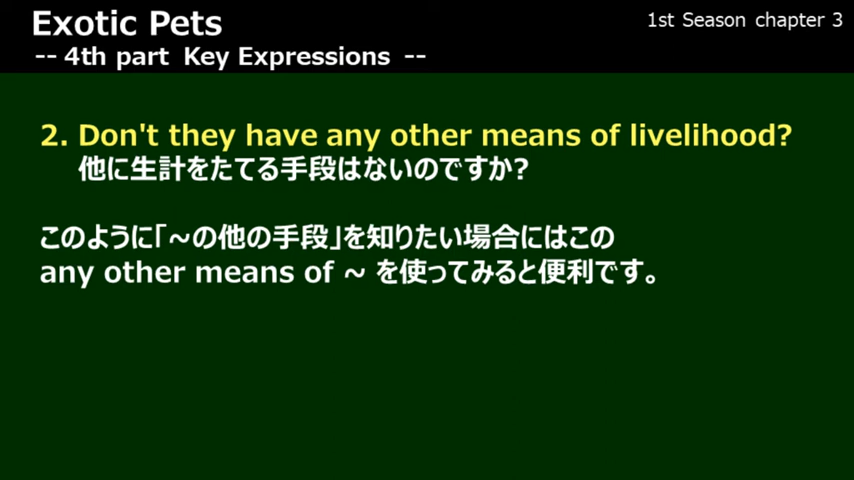 Exotic Pets
1st Season chapter 3
-- 4th part Key Expressions --
2. Don't they have any other means of livelihood?
他に生計をたてる手段はないのですか?
このように「~の他の手段」を知りたい場合にはこの
any other means of ~ を使ってみると便利です。